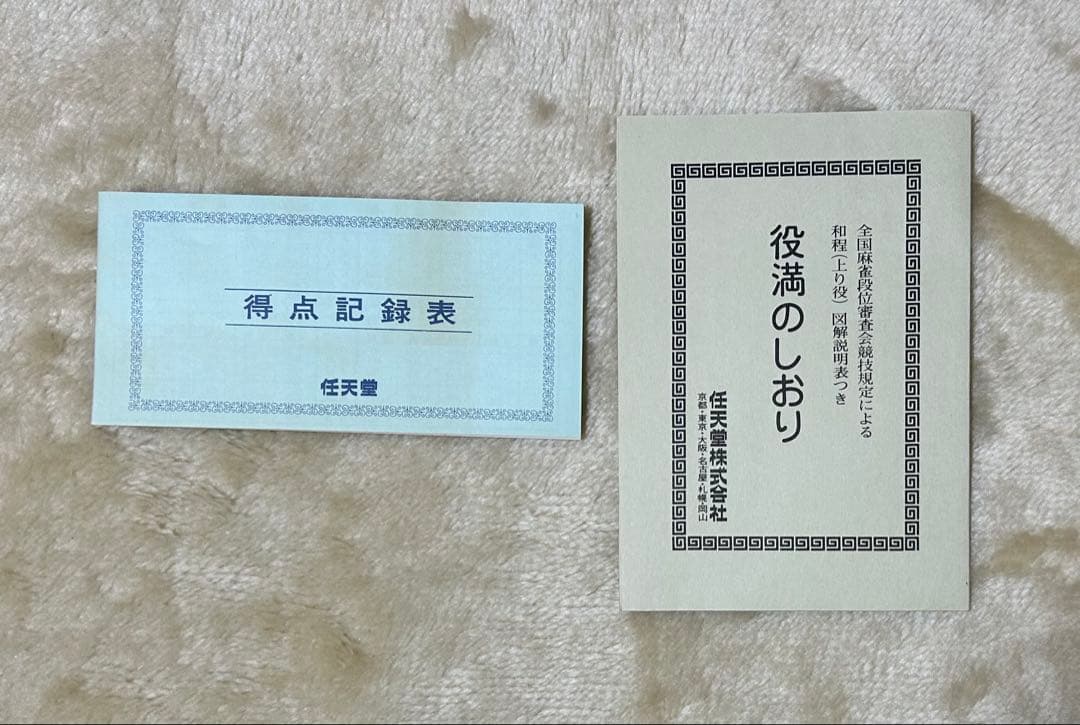 得点記録表
任天堂
全国麻雀段位審査会競技規定による
和程(上り役) 図解説明表つき
役満のしおり
任天堂株式会社
京都・東京・大阪・名古屋・札幌・岡山